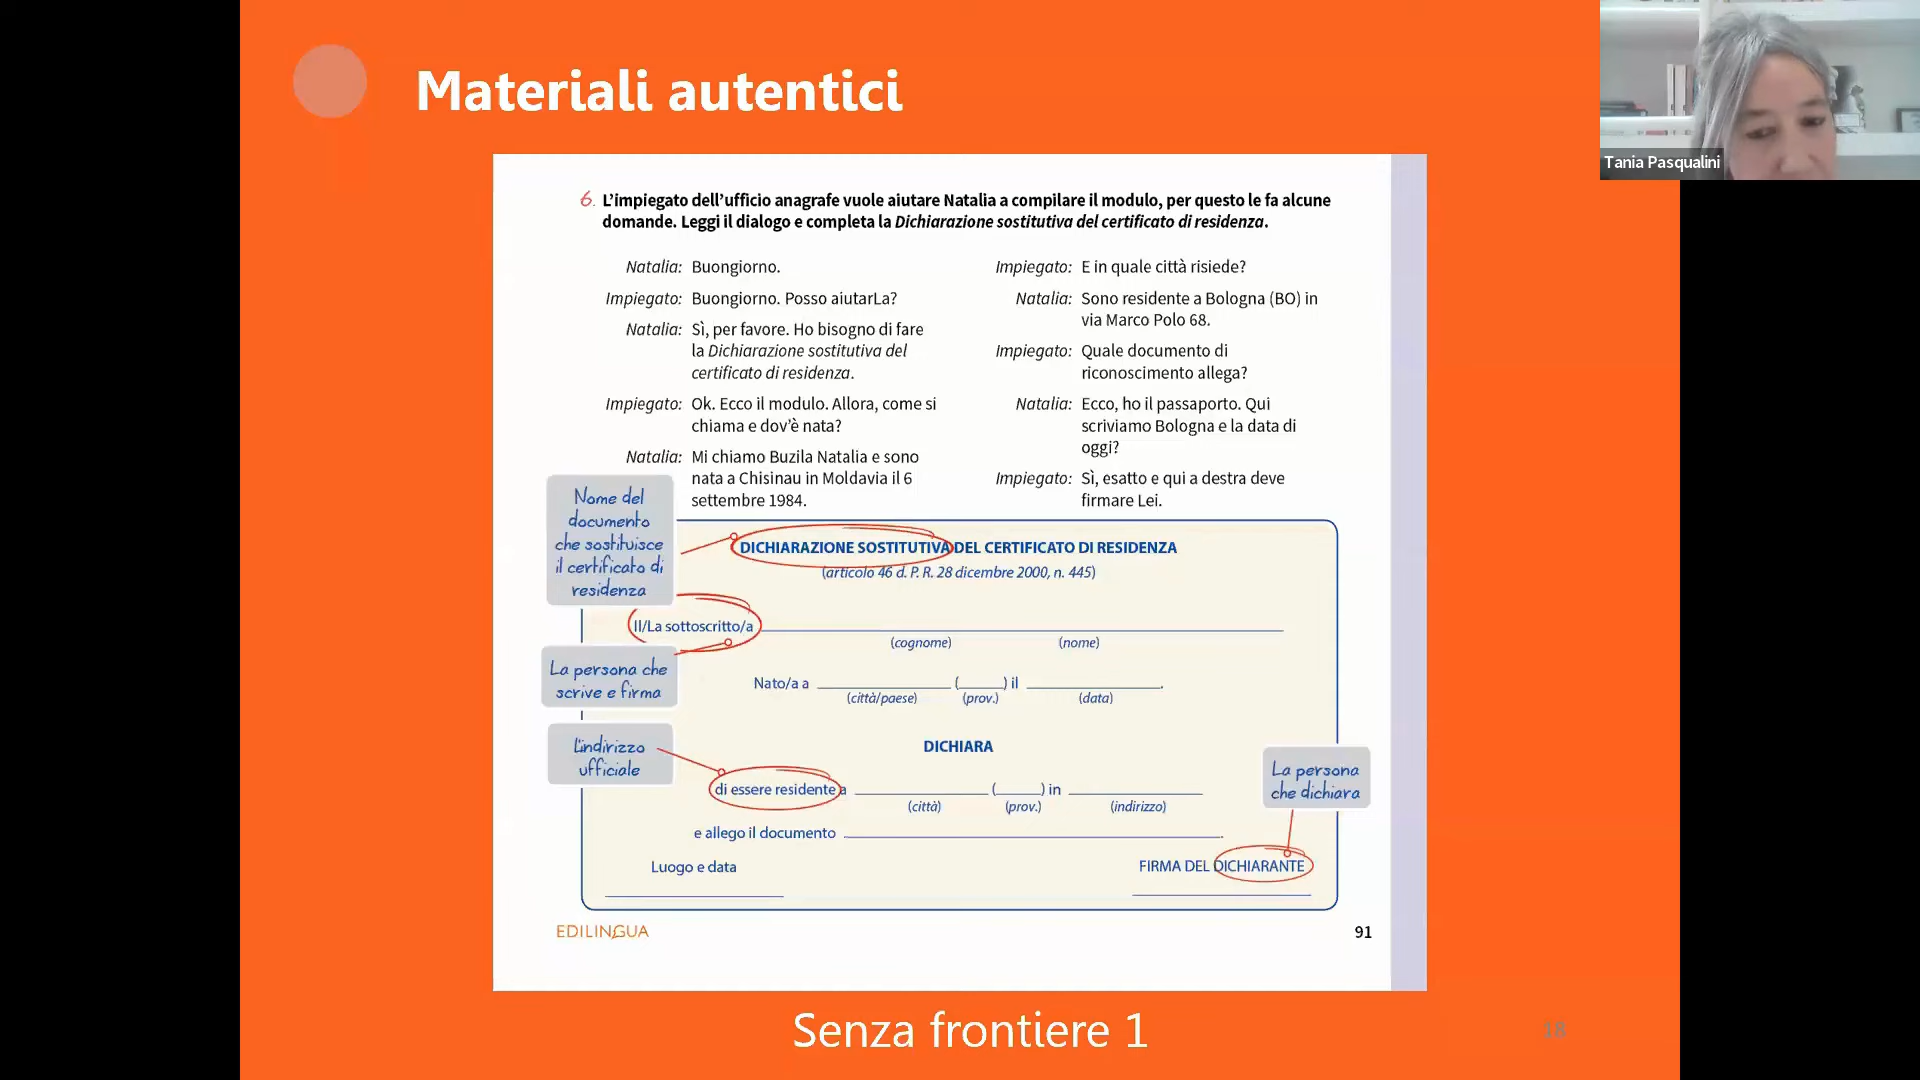 Materiali autentici
Tania Pasqualini
6. L'impiegato dell'ufficio anagrafe vuole aiutare Natalia a compilare il modulo, per questo le fa alcune
domande. Leggi il dialogo e completa la Dichiarazione sostitutiva del certificato di residenza.
Natalia: Buongiorno.
Impiegato: Buongiorno. Posso aiutarLa?
Natalia: Sì, per favore. Ho bisogno di fare
la Dichiarazione sostitutiva del
certificato di residenza.
Impiegato: Ok. Ecco il modulo. Allora, come si
chiama e dov'è nata?
Natalia: Mi chiamo Buzila Natalia e sono
nata a Chisinau in Moldavia il 6
settembre 1984.
Impiegato: E in quale città risiede?
Natalia: Sono residente a Bologna (BO) in
via Marco Polo 68.
Impiegato: Quale documento di
riconoscimento allega?
Natalia: Ecco, ho il passaporto. Qui
scriviamo Bologna e la data di
oggi?
Impiegato: Sì, esatto e qui a destra deve
firmare Lei.
Nome del
documento
che sostituisce
il certificato di
residenza
DICHIARAZIONE SOSTITUTIVA DEL CERTIFICATO DI RESIDENZA
(articolo 46 d. P. R. 28 dicembre 2000, n. 445)
Il/La sottoscritto/a
(cognome) (nome)
La persona che
scrive e firma
Nato/a a (____) il .
(città/paese) (prov.) (data)
DICHIARA
L'indirizzo
ufficiale
di essere residente a (____) in
(città) (prov.) (indirizzo)
La persona
che dichiara
e allego il documento .
Luogo e data
FIRMA DEL DICHIARANTE
EDILINGUA
91
Senza frontiere 1
18